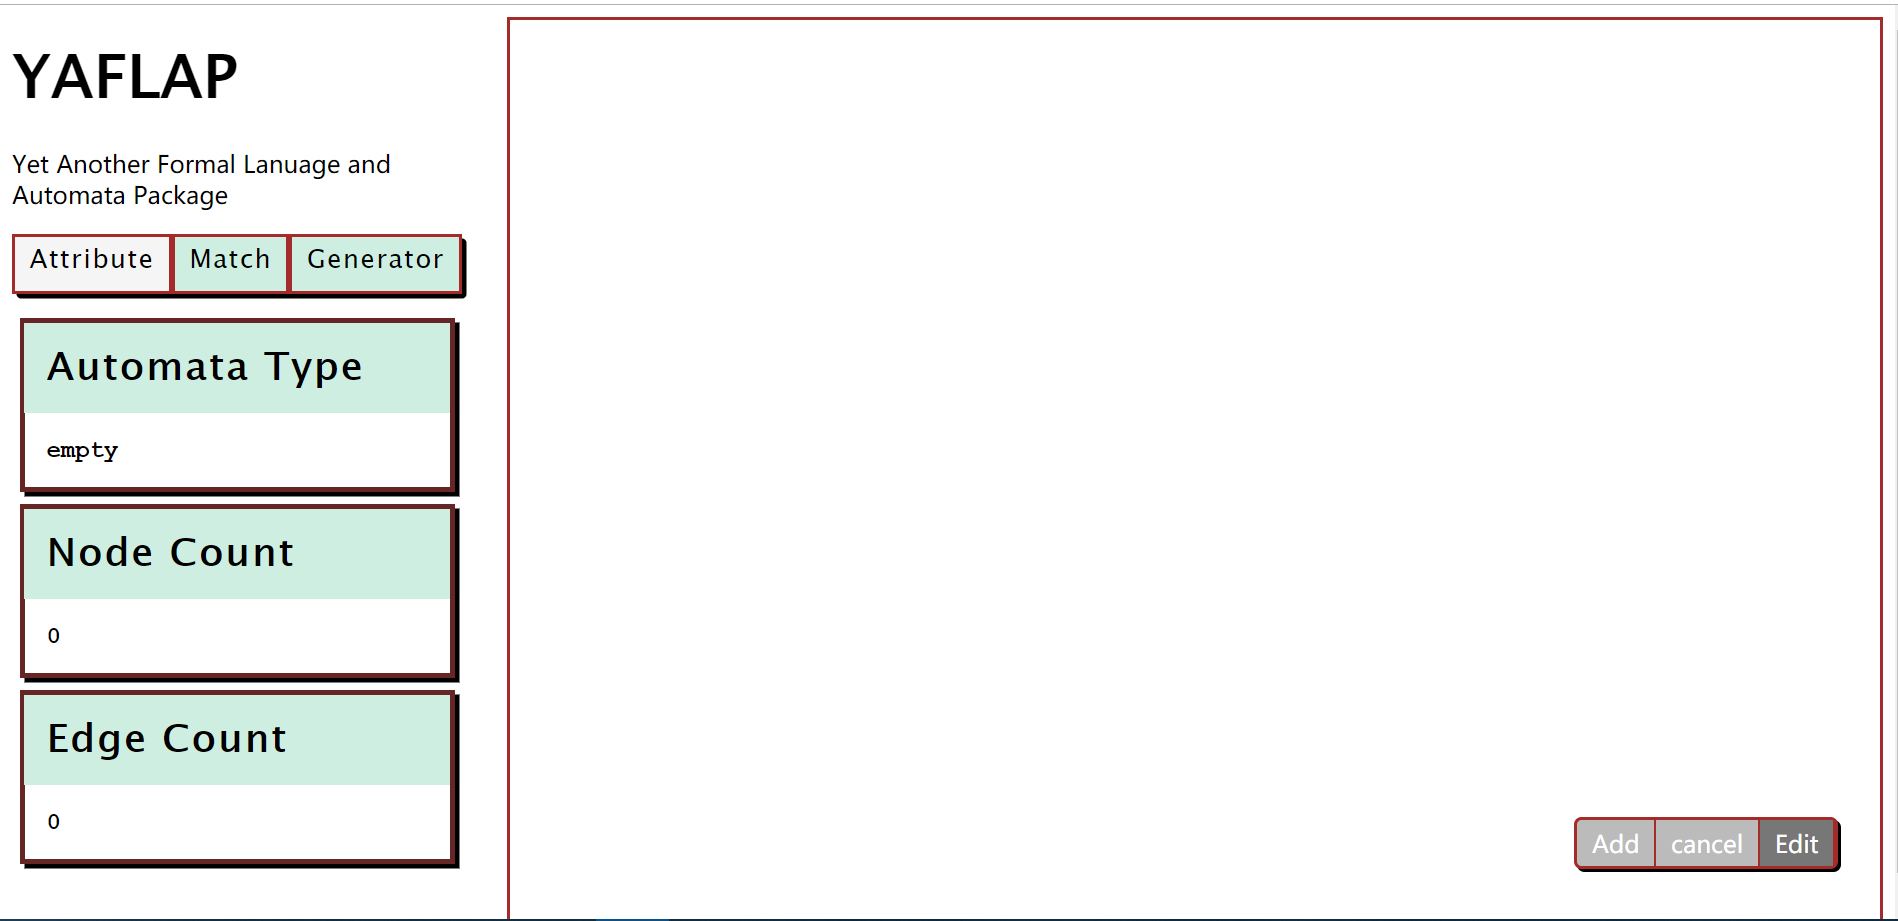 YAFLAP
Yet Another Formal Lanuage and
Automata Package
Attribute Match Generator
Automata Type
empty
Node Count
0
Edge Count
0
Add cancel Edit